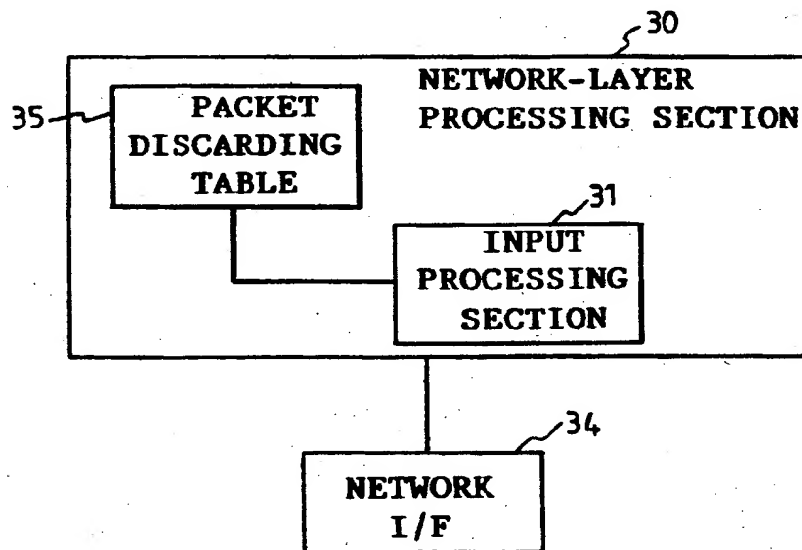 30
NETWORK-LAYER
PROCESSING SECTION
35
PACKET
DISCARDING
TABLE
31
INPUT
PROCESSING
SECTION
34
NETWORK
I/F